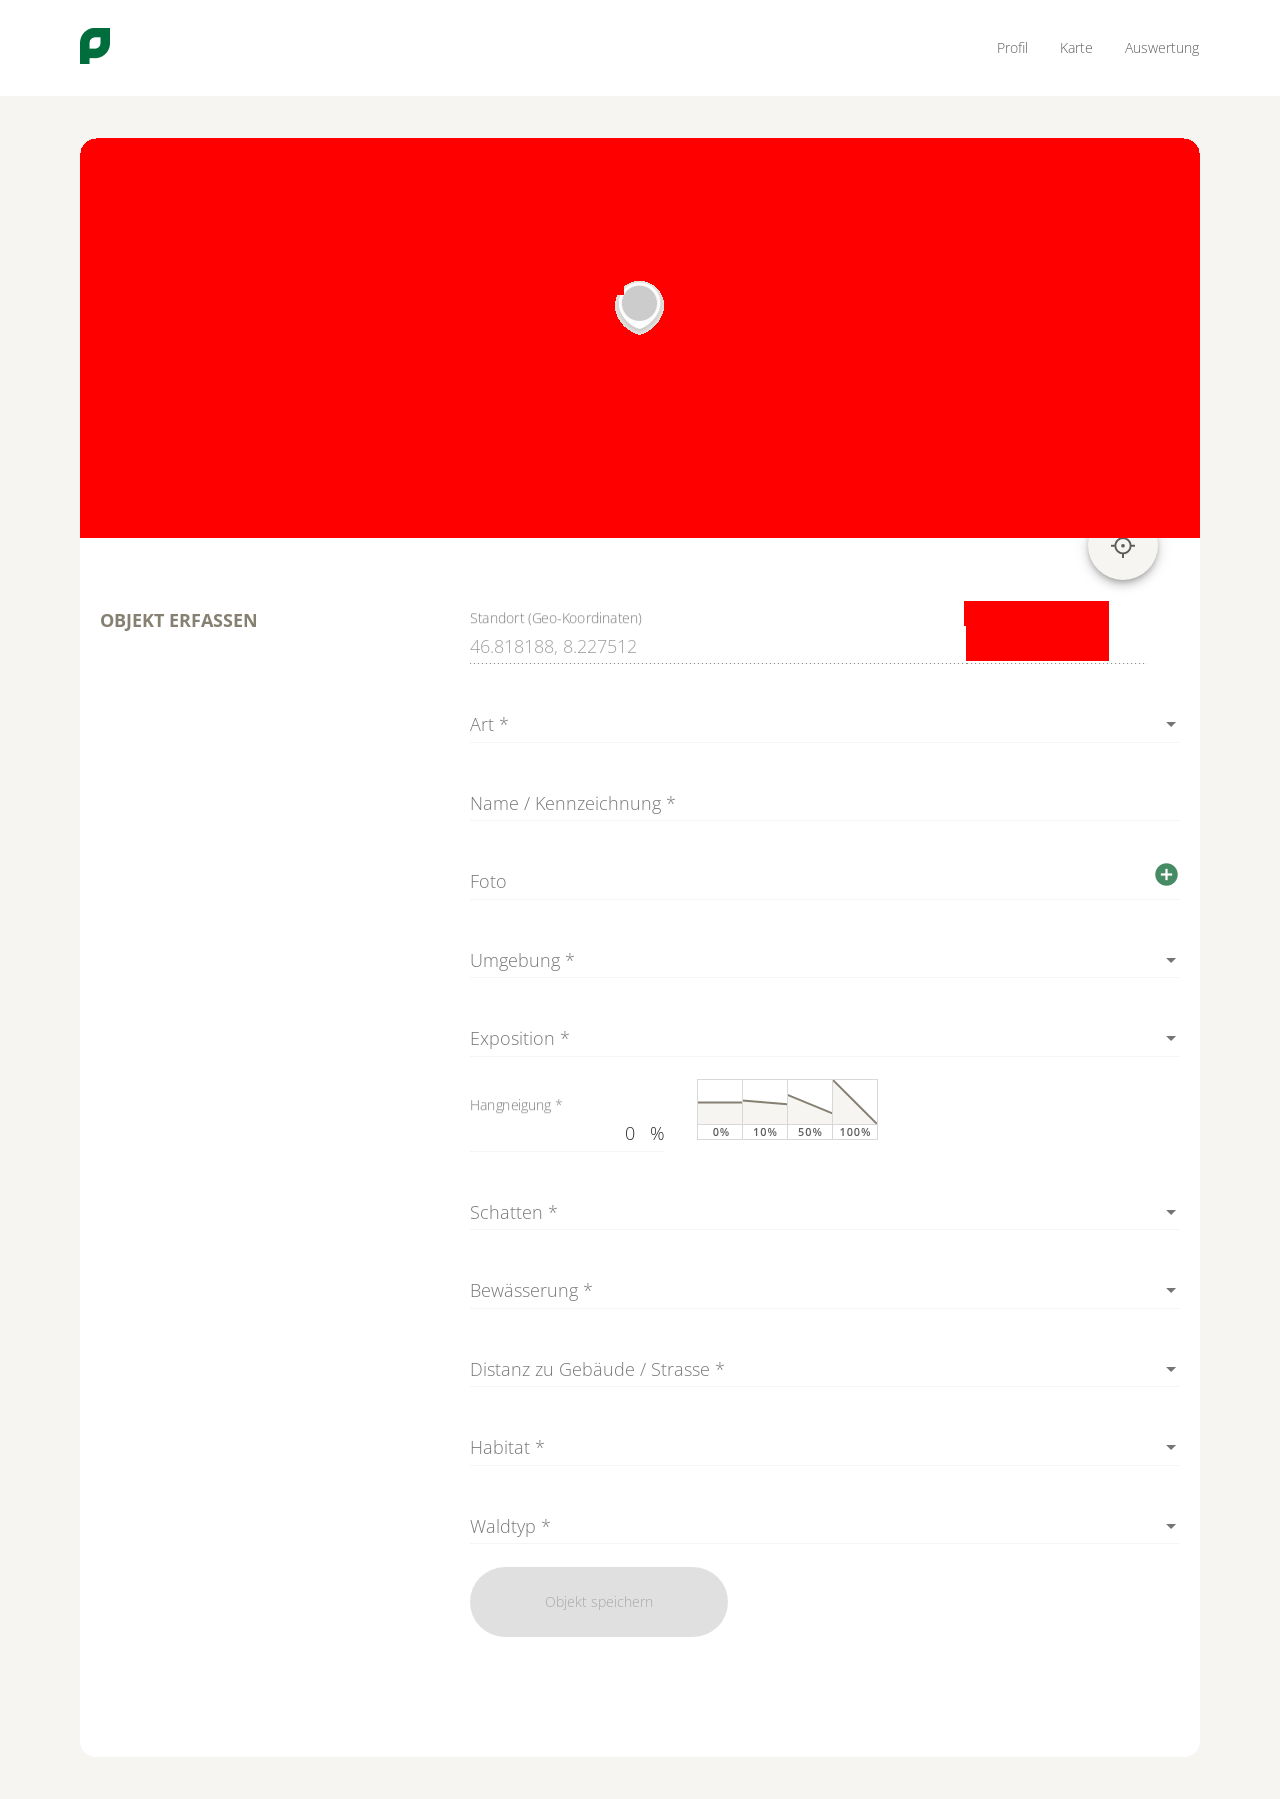 Profil
Karte
Auswertung
OBJEKT ERFASSEN
Standort (Geo-Koordinaten)
46.818188, 8.227512
Art *
Name / Kennzeichnung *
Foto
Umgebung *
Exposition *
Hangneigung *
0 %
0% 10% 50% 100%
Schatten *
Bewässerung *
Distanz zu Gebäude / Strasse *
Habitat *
Waldtyp *
Objekt speichern